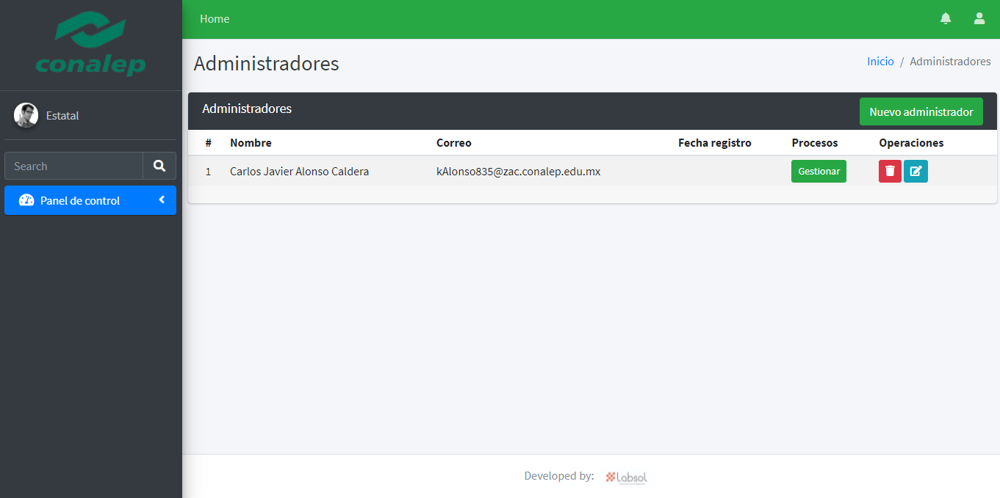 conalep
Home
Estatal
Search
Panel de control
Administradores
Inicio / Administradores
Administradores
Nuevo administrador
# Nombre Correo Fecha registro Procesos Operaciones
1 Carlos Javier Alonso Caldera kAlonso835@zac.conalep.edu.mx Gestionar
Developed by: Labsol